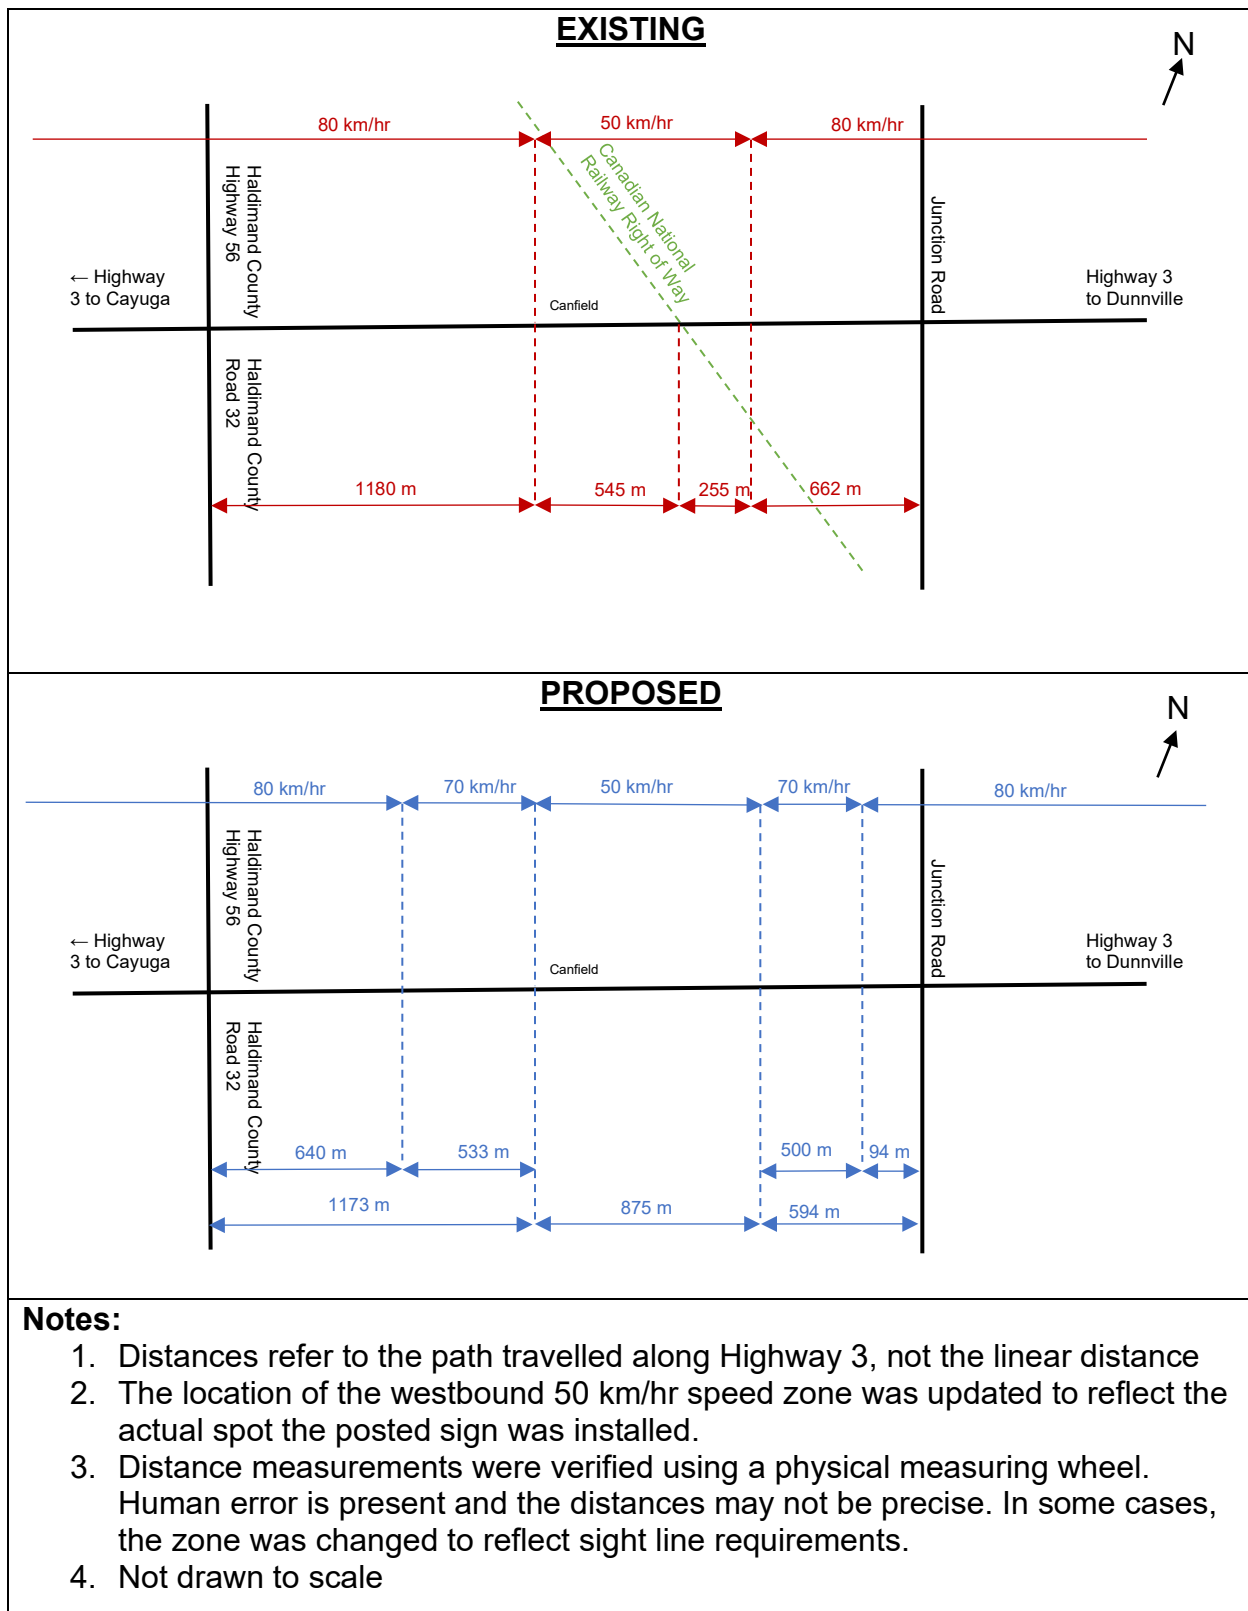 EXISTING
N
80 km/hr
50 km/hr
80 km/hr
Haldimand County
Highway 56
Canadian National
Railway Right of Way
Junction Road
← Highway
3 to Cayuga
Canfield
Highway 3
to Dunnville
Haldimand County
Road 32
1180 m
545 m
255 m
662 m
PROPOSED
N
80 km/hr
70 km/hr
50 km/hr
70 km/hr
80 km/hr
Haldimand County
Highway 56
Junction Road
← Highway
3 to Cayuga
Canfield
Highway 3
to Dunnville
Haldimand County
Road 32
640 m
533 m
500 m
94 m
1173 m
875 m
594 m
Notes:
1. Distances refer to the path travelled along Highway 3, not the linear distance
2. The location of the westbound 50 km/hr speed zone was updated to reflect the
actual spot the posted sign was installed.
3. Distance measurements were verified using a physical measuring wheel.
Human error is present and the distances may not be precise. In some cases,
the zone was changed to reflect sight line requirements.
4. Not drawn to scale